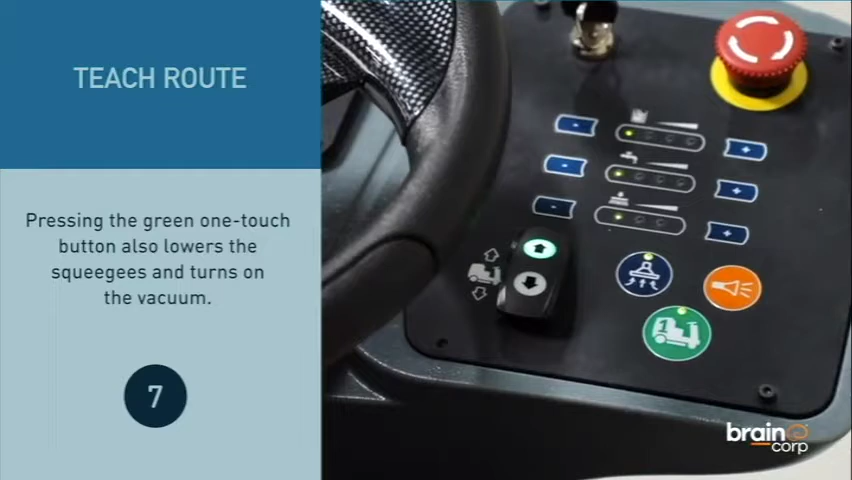 TEACH ROUTE
Pressing the green one-touch
button also lowers the
squeegees and turns on
the vacuum.
7
- +
- +
- +
1
brain
corp